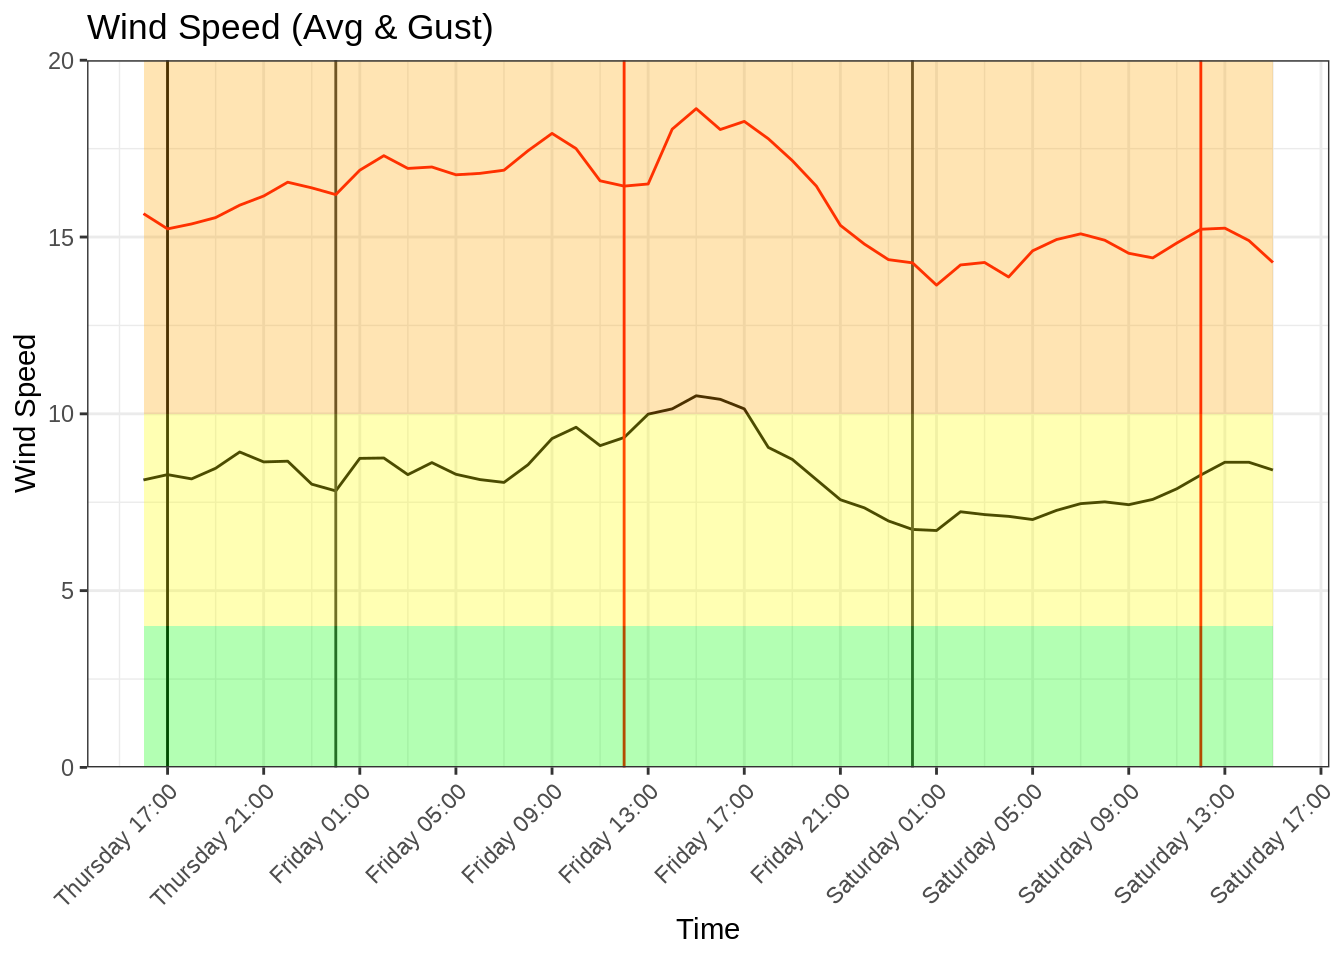 Wind Speed (Avg & Gust)
20
15
10
5
0
Wind Speed
Thursday 17:00
Thursday 21:00
Friday 01:00
Friday 05:00
Friday 09:00
Friday 13:00
Friday 17:00
Friday 21:00
Saturday 01:00
Saturday 05:00
Saturday 09:00
Saturday 13:00
Saturday 17:00
Time